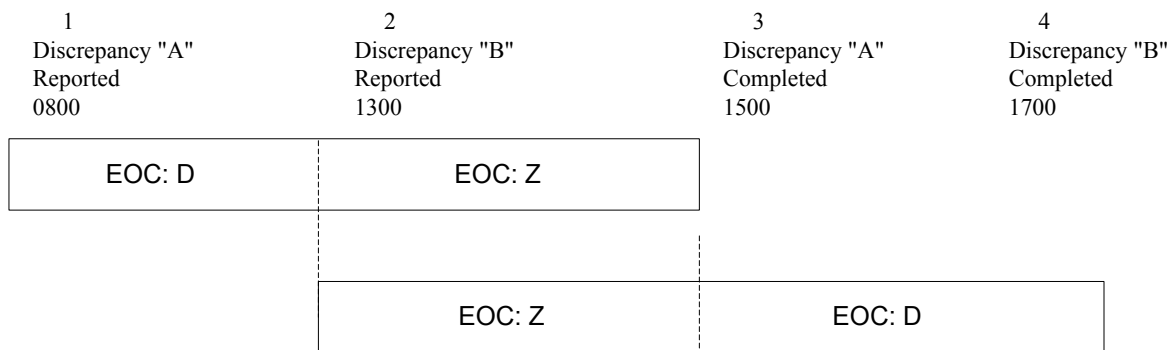 1
Discrepancy "A"
Reported
0800
2
Discrepancy "B"
Reported
1300
3
Discrepancy "A"
Completed
1500
4
Discrepancy "B"
Completed
1700
EOC: D
EOC: Z
EOC: Z
EOC: D